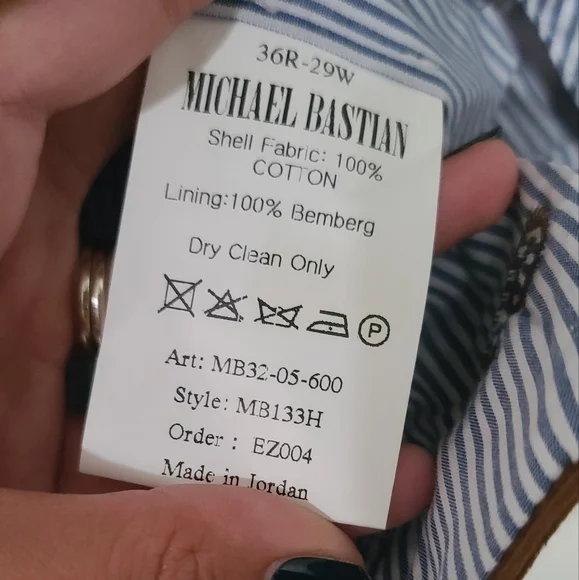 36R-29W
MICHAEL BASTIAN
Shell Fabric: 100%
COTTON
Lining:100% Bemberg
Dry Clean Only
P
Art: MB32-05-600
Style: MB133H
Order : EZ004
Made in Jordan